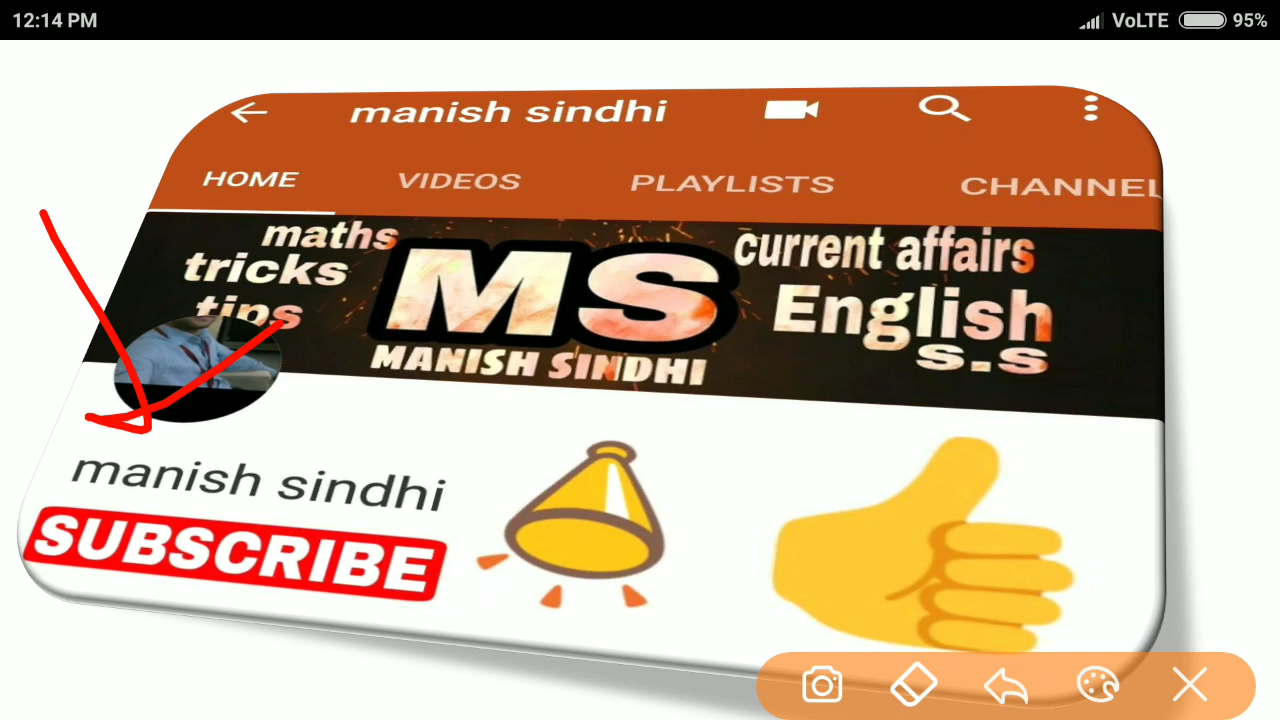 12:14 PM VoLTE 95%
manish sindhi
HOME VIDEOS PLAYLISTS CHANNEL
maths
tricks
tips
MS
MANISH SINDHI
current affairs
English
s.s
manish sindhi
SUBSCRIBE